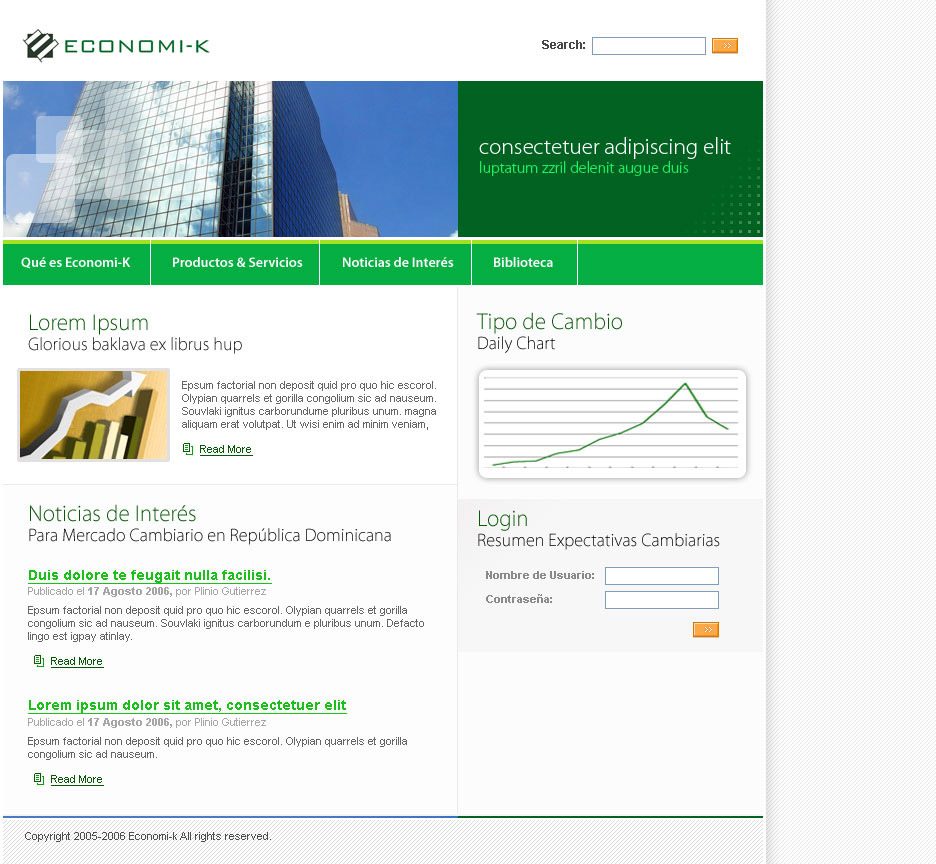 ECONOMI-K
Search:
consectetuer adipiscing elit
luptatum zzril delenit augue duis
Qué es Economi-K
Productos & Servicios
Noticias de Interés
Biblioteca
Lorem Ipsum
Glorious baklava ex librus hup
Epsum factorial non deposit quid pro quo hic escorol.
Olypian quarrels et gorilla congolium sic ad nauseum.
Souvlaki ignitus carborundume pluribus unum. magna
aliquam erat volutpat. Ut wisi enim ad minim veniam,
Read More
Tipo de Cambio
Daily Chart
Noticias de Interés
Para Mercado Cambiario en República Dominicana
Duis dolore te feugait nulla facilisi.
Publicado el 17 Agosto 2006, por Plinio Gutierrez
Epsum factorial non deposit quid pro quo hic escorol. Olypian quarrels et gorilla
congolium sic ad nauseum. Souvlaki ignitus carborundum e pluribus unum. Defacto
lingo est igpay atinlay.
Read More
Lorem ipsum dolor sit amet, consectetuer elit
Publicado el 17 Agosto 2006, por Plinio Gutierrez
Epsum factorial non deposit quid pro quo hic escorol. Olypian quarrels et gorilla
congolium sic ad nauseum.
Read More
Login
Resumen Expectativas Cambiarias
Nombre de Usuario:
Contraseña:
Copyright 2005-2006 Economi-k All rights reserved.